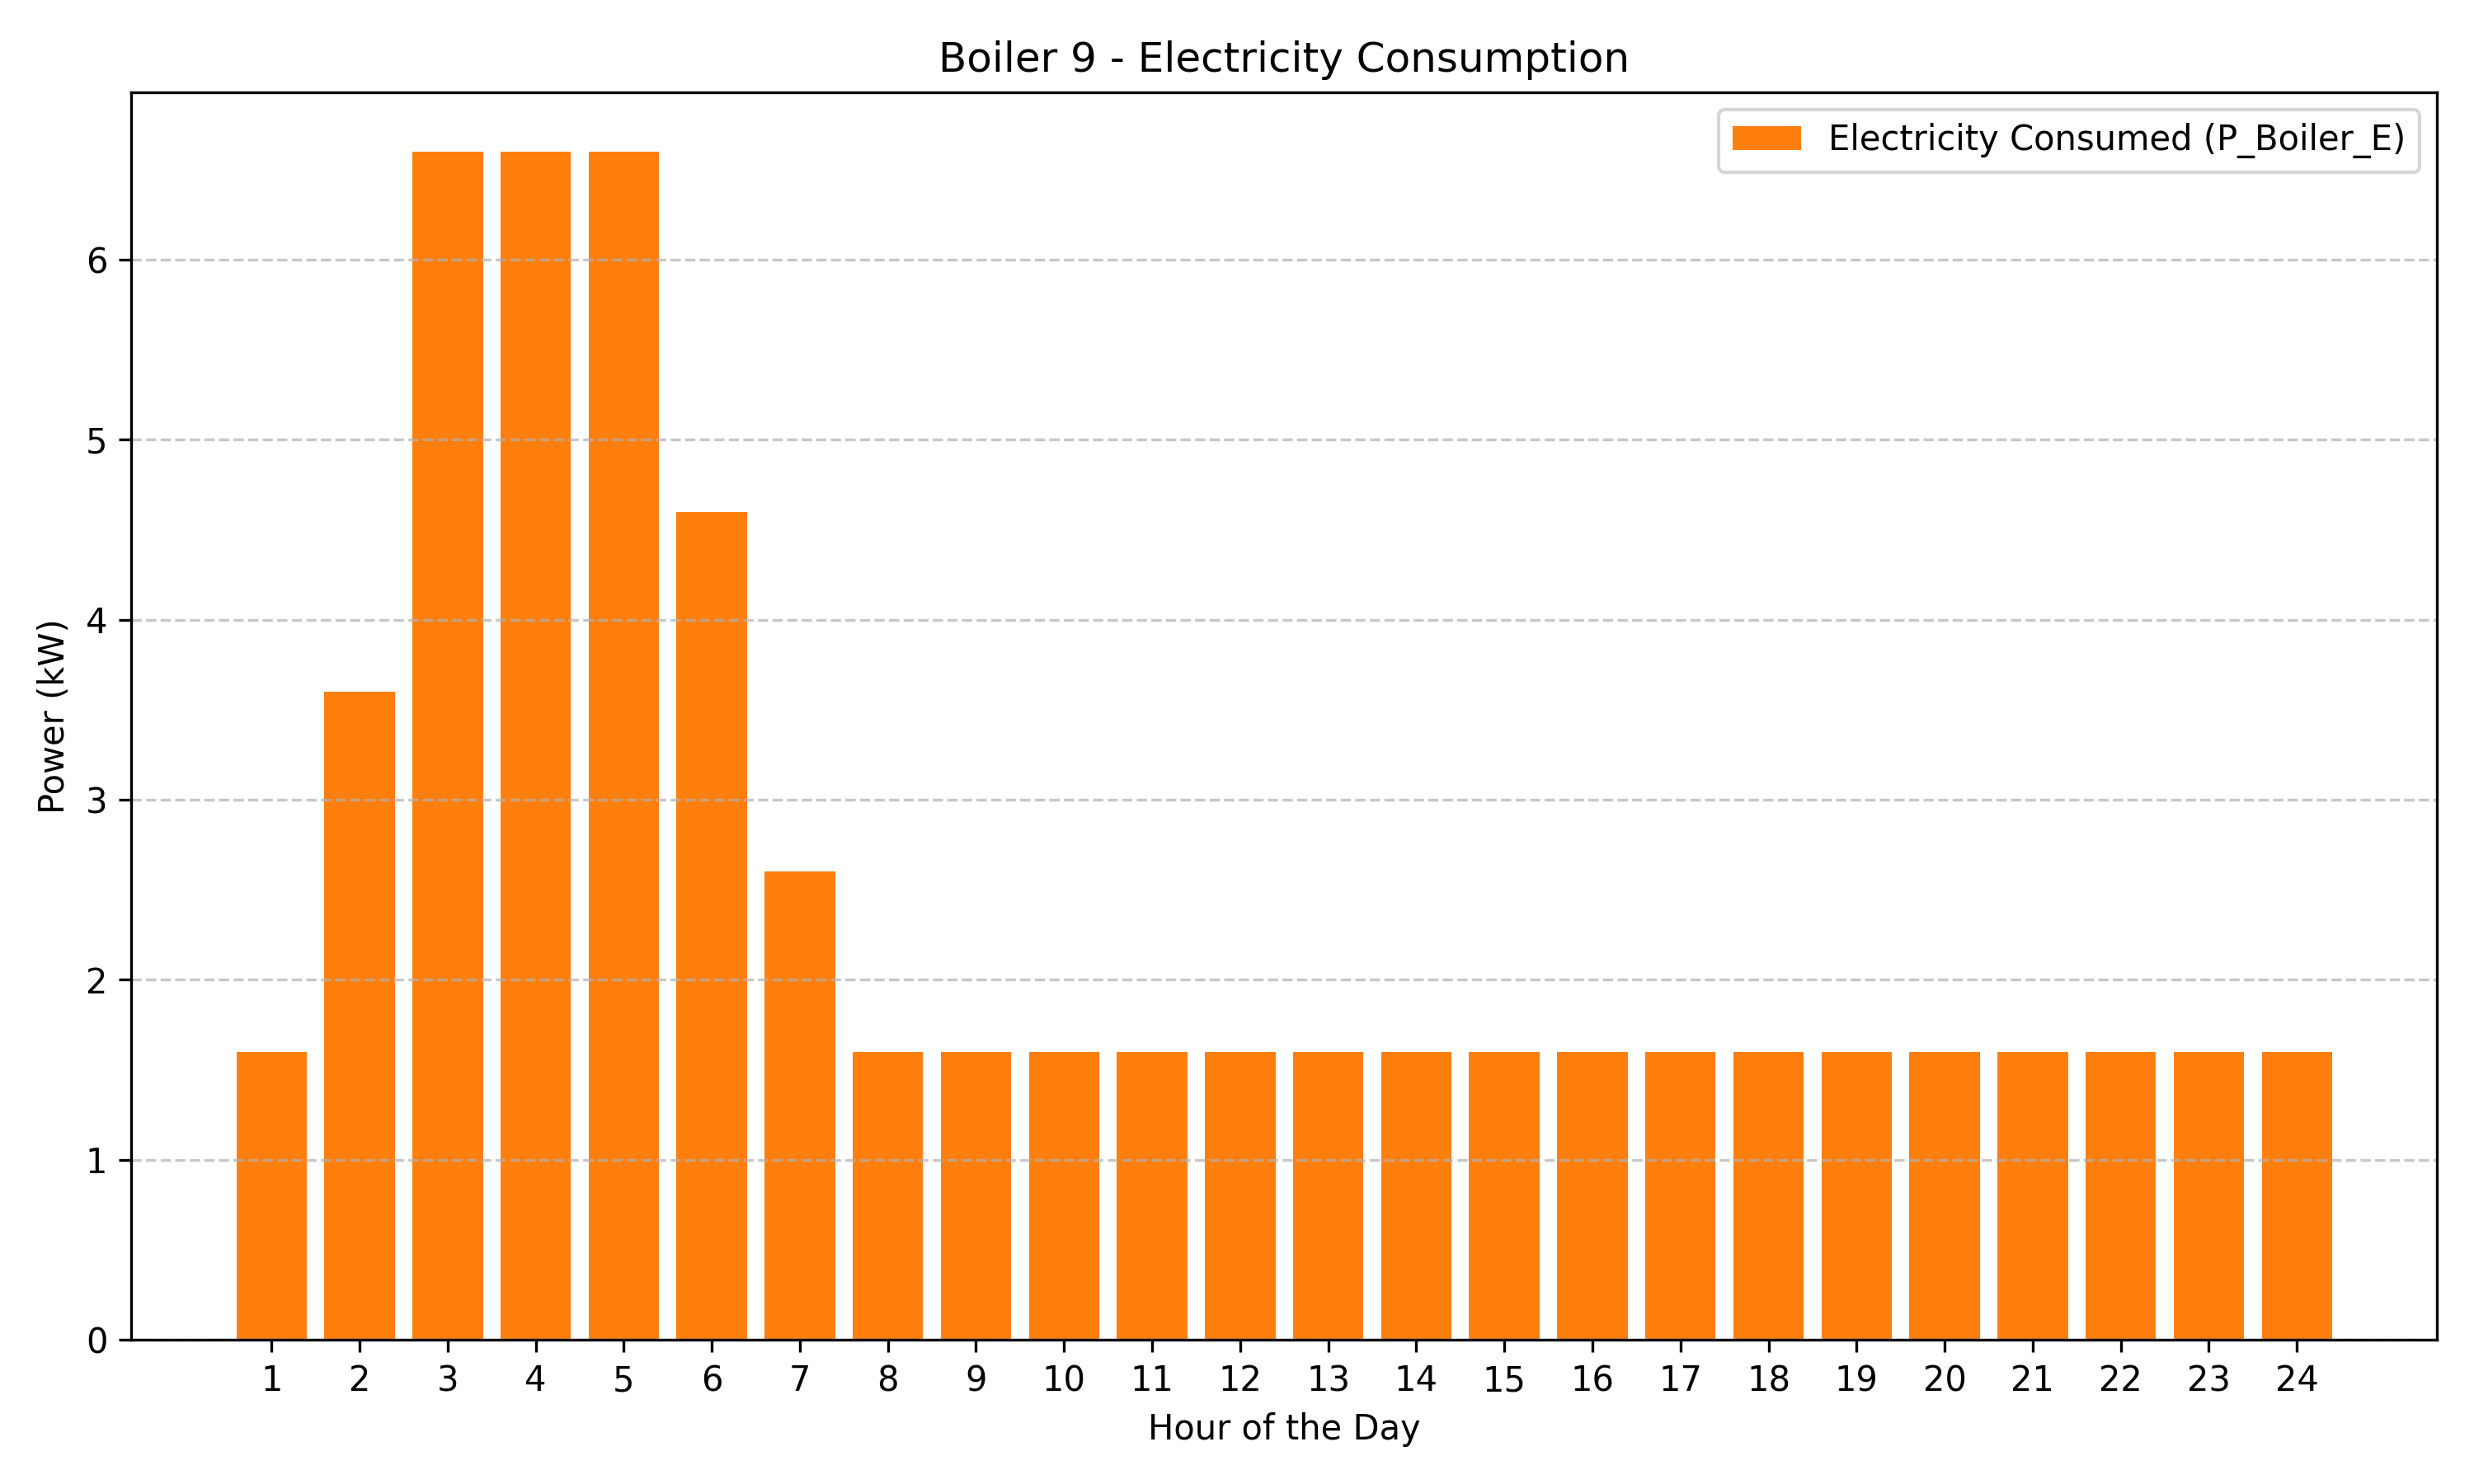 Boiler 9 - Electricity Consumption
Electricity Consumed (P_Boiler_E)
Power (kW)
6
5
4
3
2
1
0
1 2 3 4 5 6 7 8 9 10 11 12 13 14 15 16 17 18 19 20 21 22 23 24
Hour of the Day